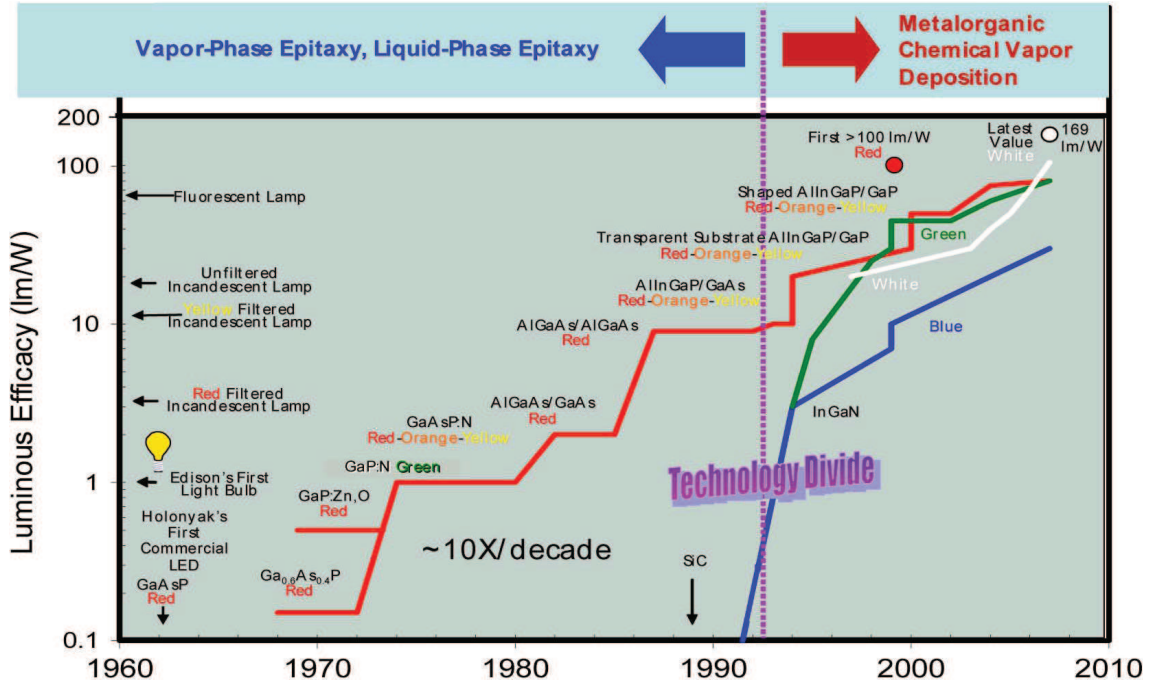 Vapor-Phase Epitaxy, Liquid-Phase Epitaxy
Metalorganic
Chemical Vapor
Deposition
Luminous Efficacy (lm/W)
200
100
10
1
0.1
Fluorescent Lamp
Unfiltered
Incandescent Lamp
Yellow Filtered
Incandescent Lamp
Red Filtered
Incandescent Lamp
Edison's First
Light Bulb
Holonyak's
First
Commercial
LED
GaAsP
Red
GaP:Zn,O
Red
Ga0.6As0.4P
Red
GaAsP:N
Red-Orange-Yellow
GaP:N Green
~10X/decade
AlGaAs/GaAs
Red
AlGaAs/AlGaAs
Red
AlInGaP/GaAs
Red-Orange-Yellow
Transparent Substrate AlInGaP/GaP
Red-Orange-Yellow
Shaped AlInGaP/GaP
Red-Orange-Yellow
First >100 lm/W
Red
Latest
Value
White
169
lm/W
Green
White
Blue
InGaN
Technology Divide
SiC
1960
1970
1980
1990
2000
2010